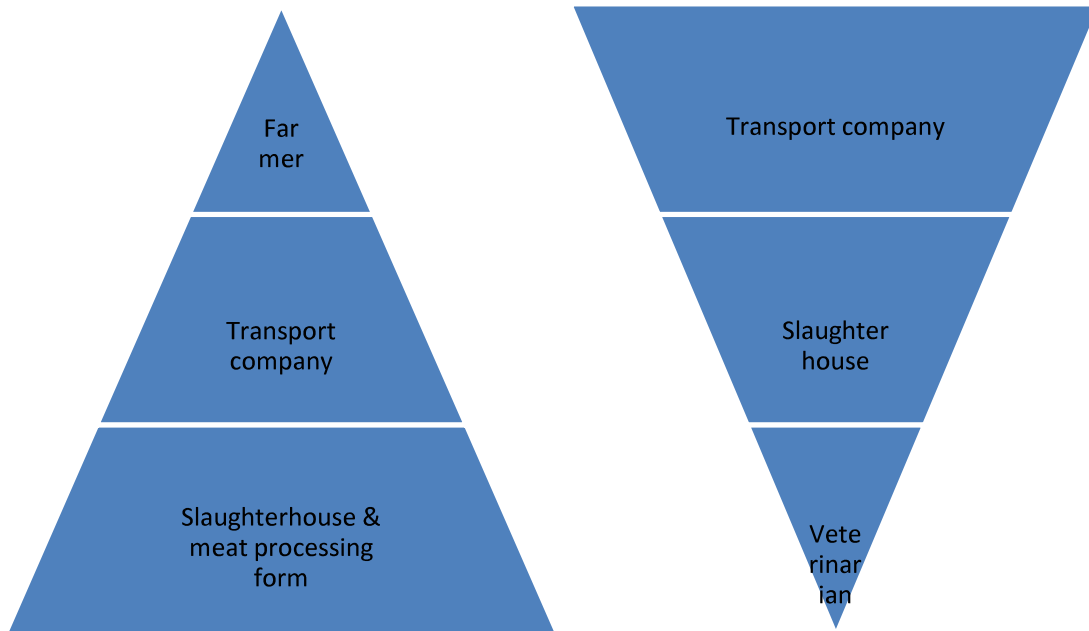 Far
mer
Transport
company
Slaughterhouse &
meat processing
form
Transport company
Slaughter
house
Vete
rinar
ian